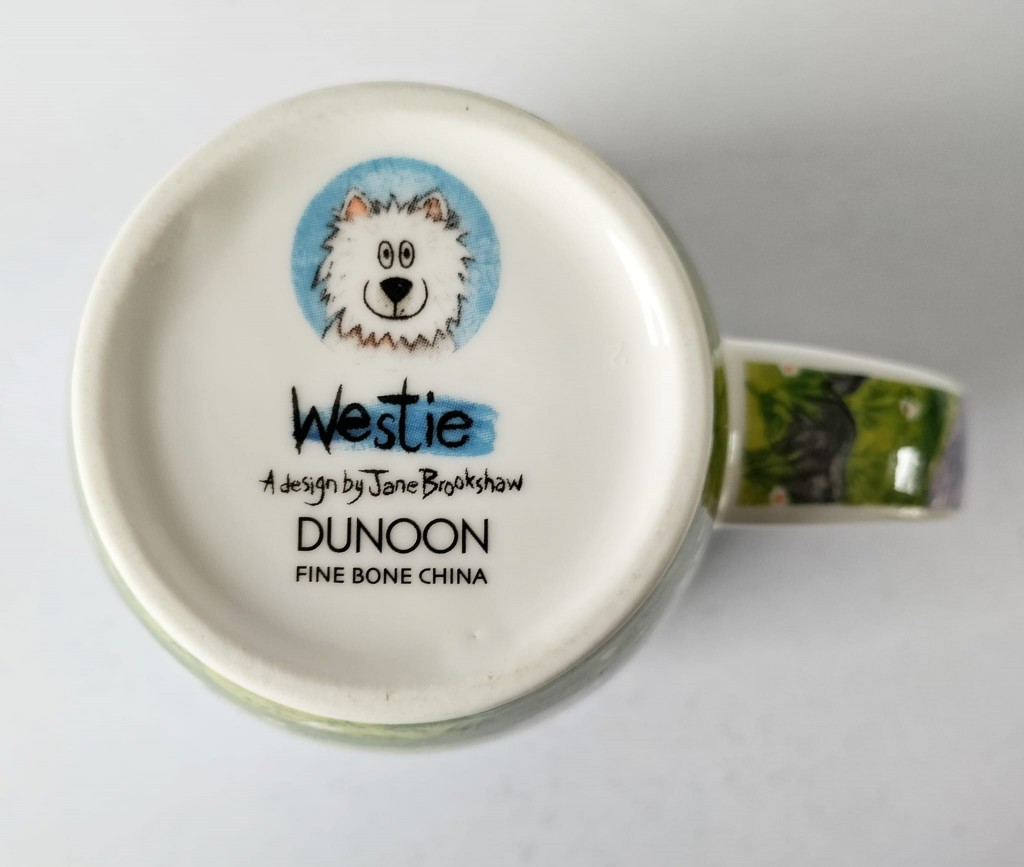 Westie
A design by Jane Brookshaw
DUNOON
FINE BONE CHINA